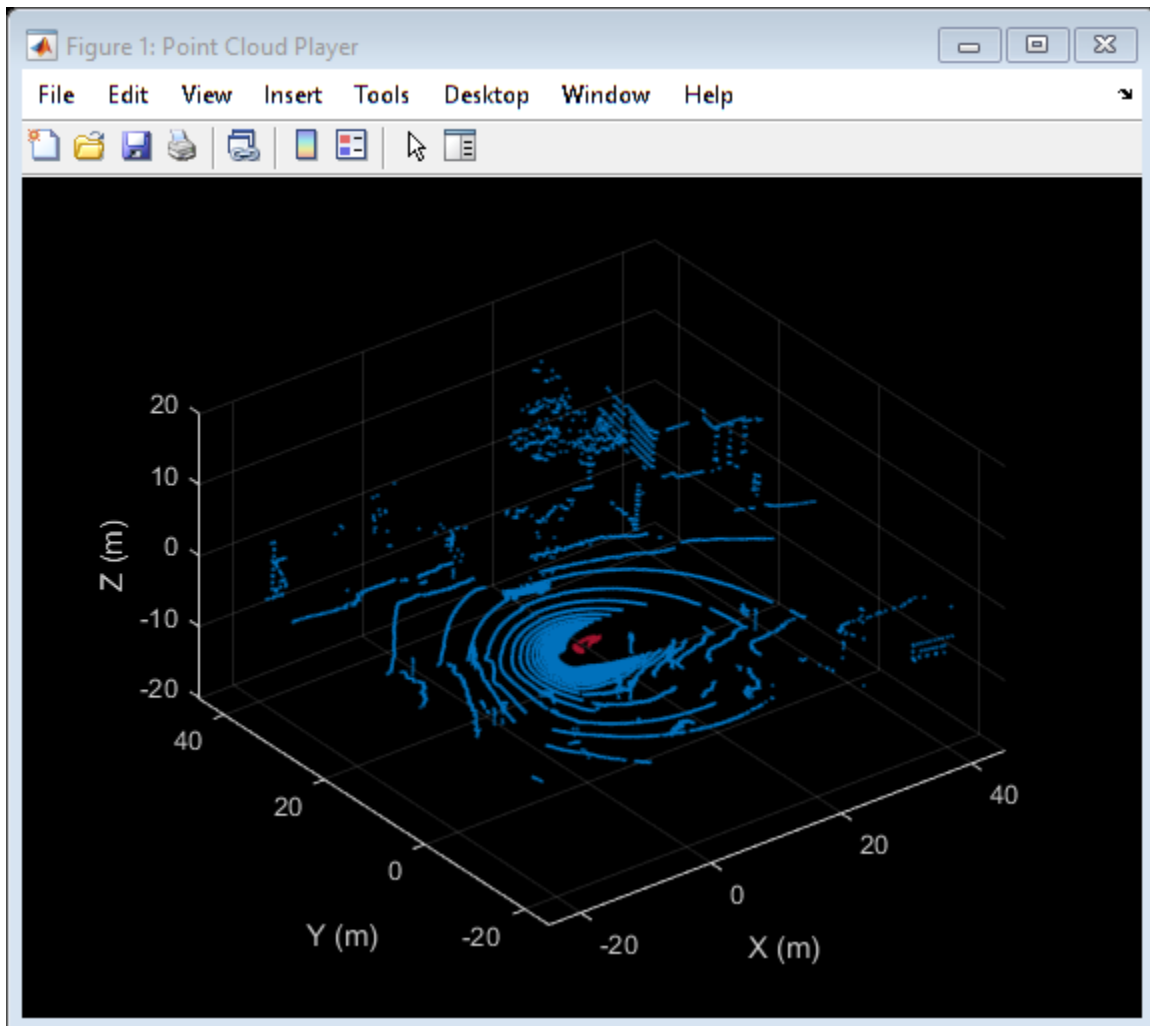 Figure 1: Point Cloud Player
File Edit View Insert Tools Desktop Window Help
20
10
0
-10
-20
Z (m)
40
20
0
-20
Y (m)
-20
0
20
40
X (m)